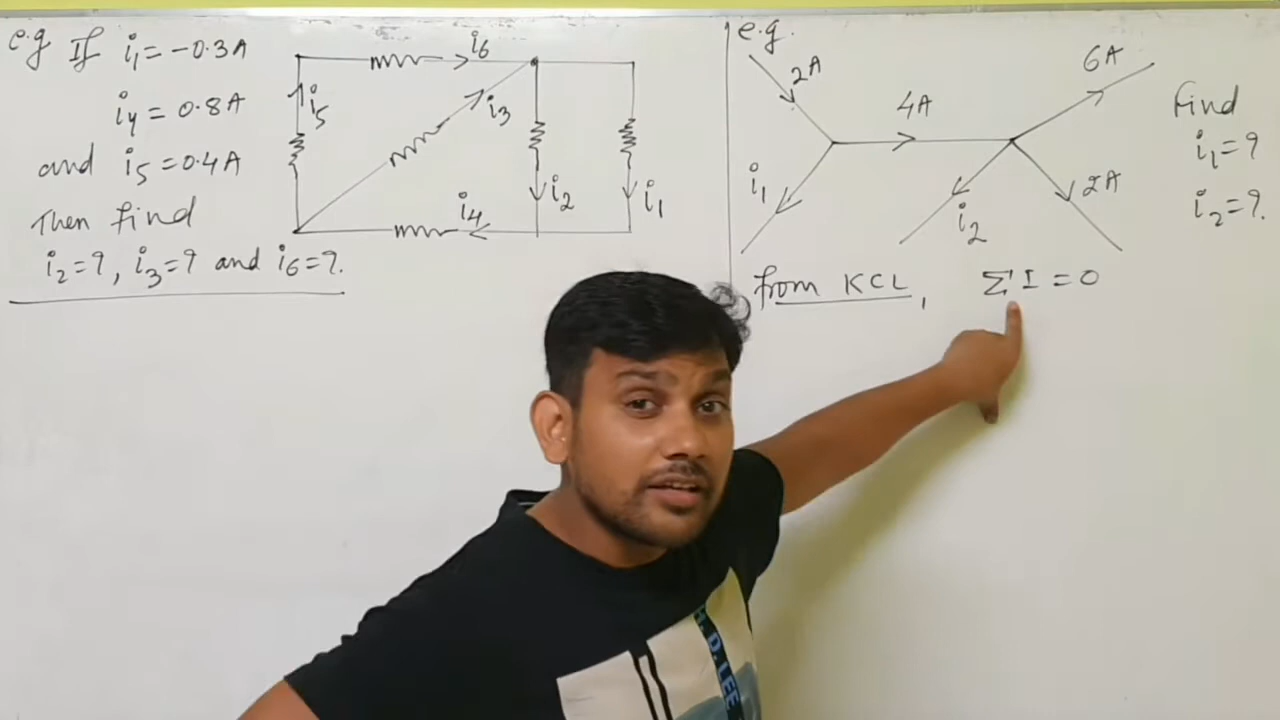 e.g If i₁ = -0.3A
i₄ = 0.8A
and i₅ = 0.4A
Then find
i₂ = ?, i₃ = ? and i₆ = ?.
i₆
i₅
i₃
i₂
i₁
i₄
e.g.
2A
4A
6A
i₁
i₂
2A
Find
i₁ = ?
i₂ = ?.
from KCL, ΣI = 0
H.D.LEE